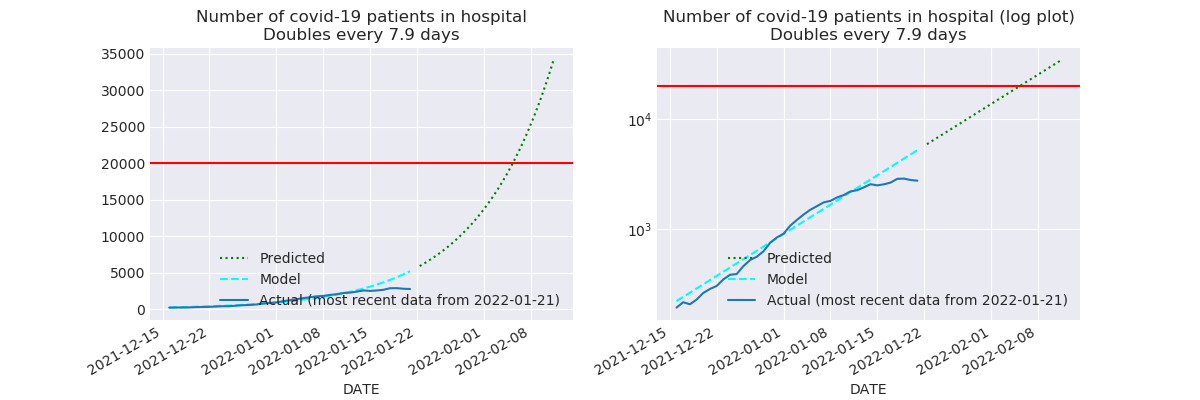 Number of covid-19 patients in hospital
Doubles every 7.9 days
35000
30000
25000
20000
15000
10000
5000
0
Predicted
Model
Actual (most recent data from 2022-01-21)
2021-12-15
2021-12-22
2022-01-01
2022-01-08
2022-01-15
2022-01-22
2022-02-01
2022-02-08
DATE
Number of covid-19 patients in hospital (log plot)
Doubles every 7.9 days
10⁴
10³
Predicted
Model
Actual (most recent data from 2022-01-21)
2021-12-15
2021-12-22
2022-01-01
2022-01-08
2022-01-15
2022-01-22
2022-02-01
2022-02-08
DATE